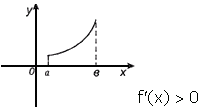 y
0 a в x
f'(x) > 0